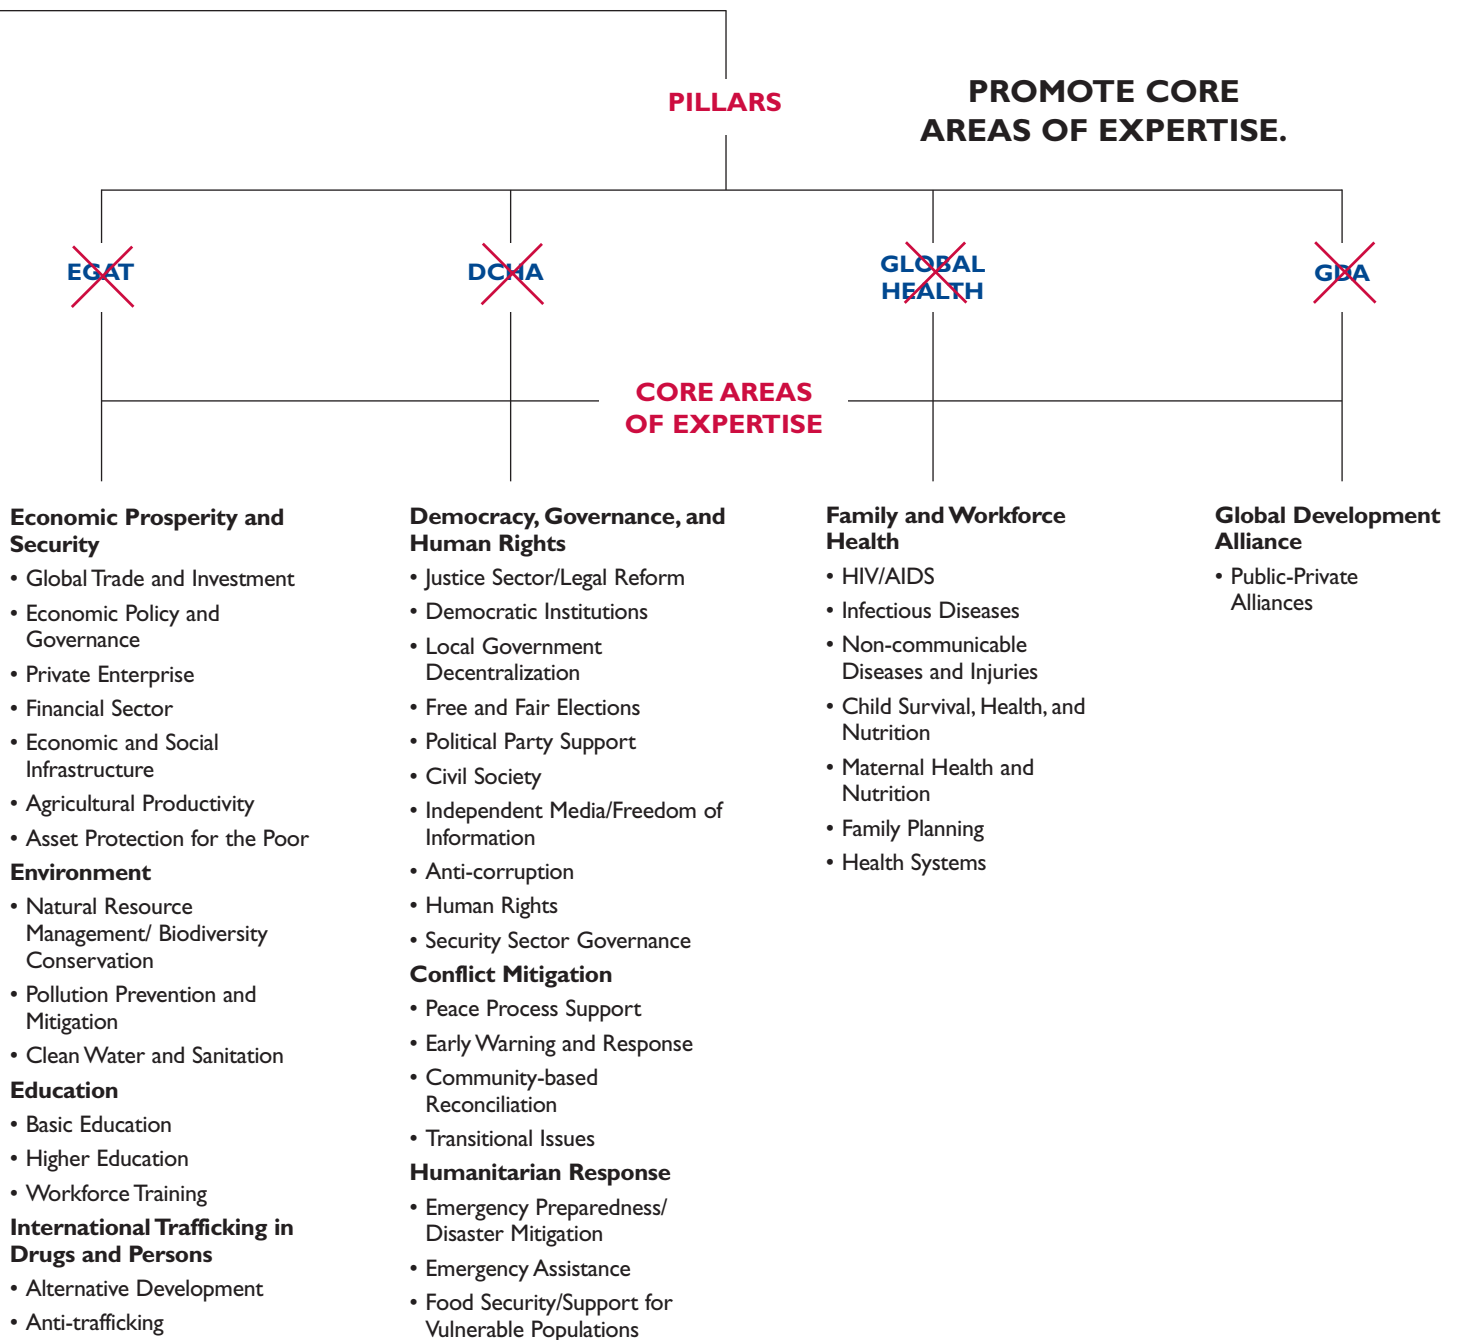 PILLARS
PROMOTE CORE
AREAS OF EXPERTISE.
EGAT
DCHA
GLOBAL
HEALTH
GDA
CORE AREAS
OF EXPERTISE
Economic Prosperity and
Security
• Global Trade and Investment
• Economic Policy and
Governance
• Private Enterprise
• Financial Sector
• Economic and Social
Infrastructure
• Agricultural Productivity
• Asset Protection for the Poor
Environment
• Natural Resource
Management/ Biodiversity
Conservation
• Pollution Prevention and
Mitigation
• Clean Water and Sanitation
Education
• Basic Education
• Higher Education
• Workforce Training
International Trafficking in
Drugs and Persons
• Alternative Development
• Anti-trafficking
Democracy, Governance, and
Human Rights
• Justice Sector/Legal Reform
• Democratic Institutions
• Local Government
Decentralization
• Free and Fair Elections
• Political Party Support
• Civil Society
• Independent Media/Freedom of
Information
• Anti-corruption
• Human Rights
• Security Sector Governance
Conflict Mitigation
• Peace Process Support
• Early Warning and Response
• Community-based
Reconciliation
• Transitional Issues
Humanitarian Response
• Emergency Preparedness/
Disaster Mitigation
• Emergency Assistance
• Food Security/Support for
Vulnerable Populations
Family and Workforce
Health
• HIV/AIDS
• Infectious Diseases
• Non-communicable
Diseases and Injuries
• Child Survival, Health, and
Nutrition
• Maternal Health and
Nutrition
• Family Planning
• Health Systems
Global Development
Alliance
• Public-Private
Alliances